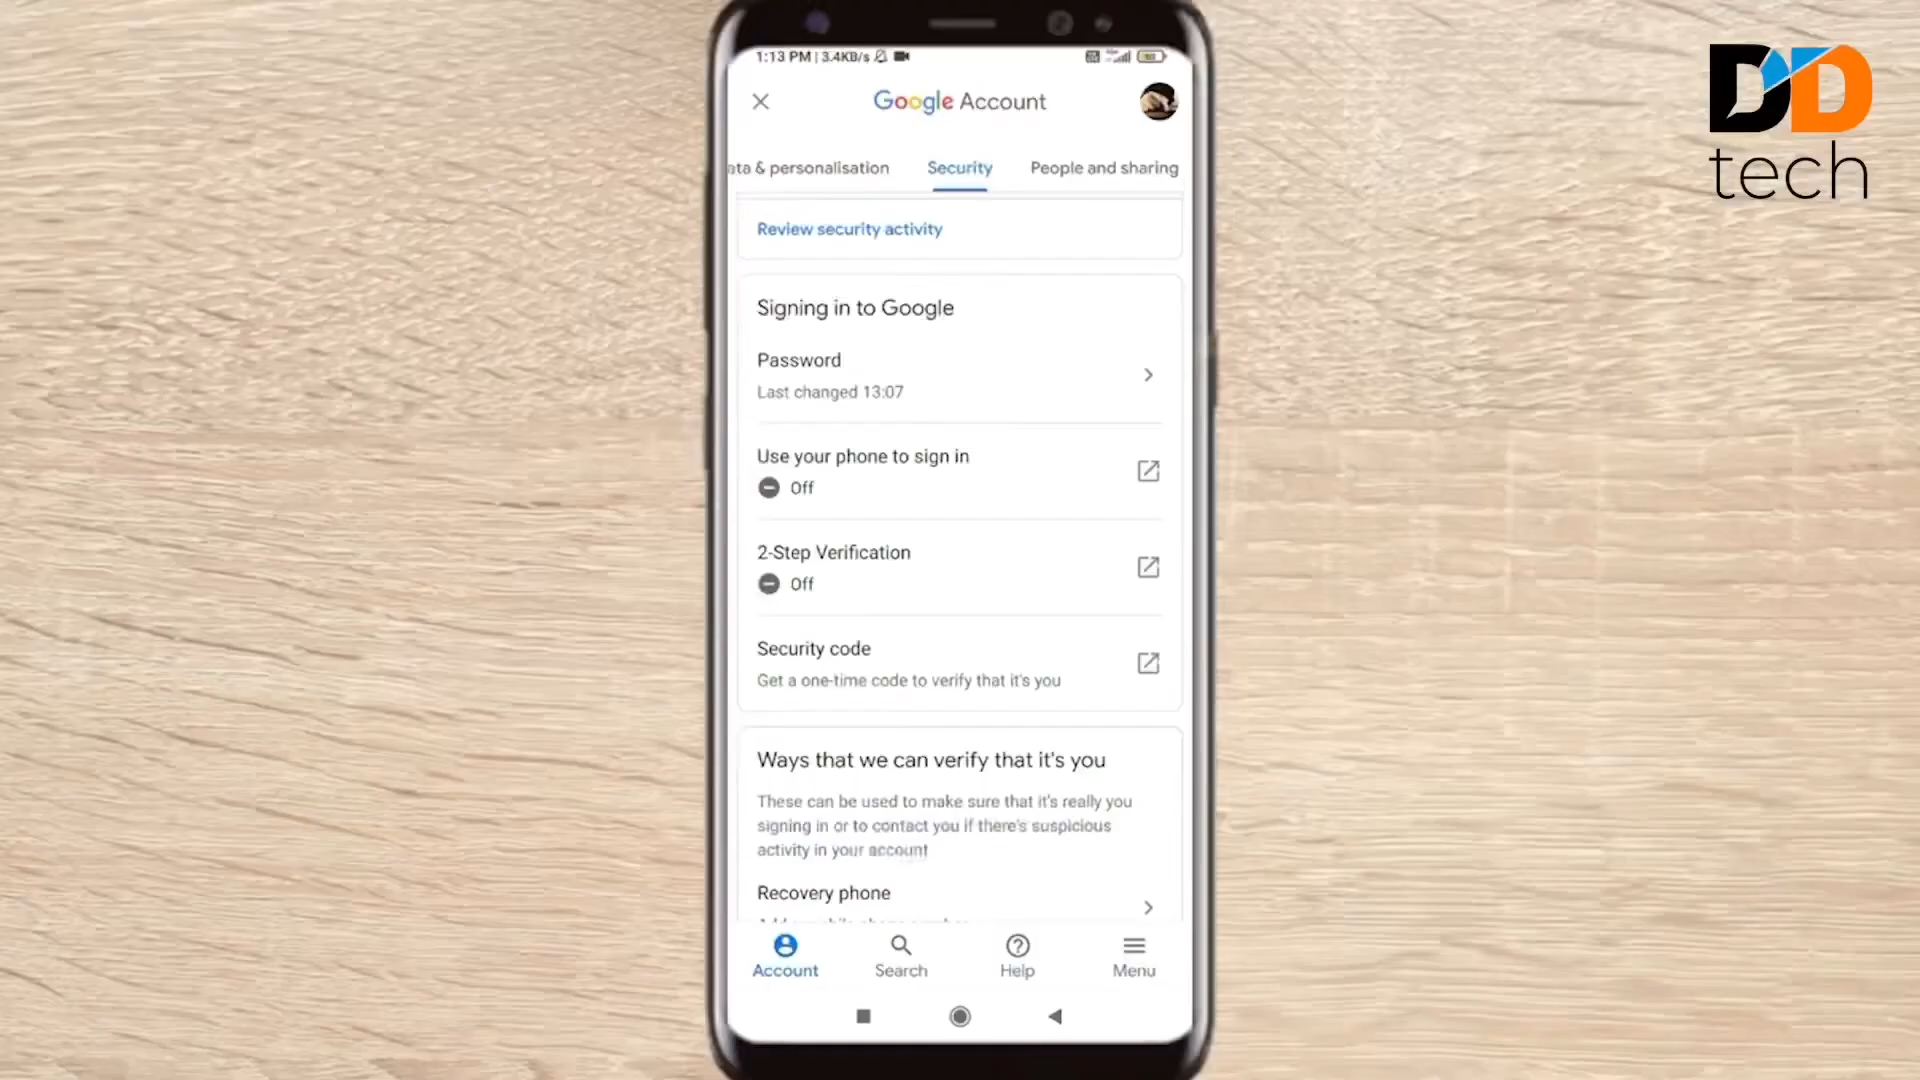 1:13 PM | 3.4KB/s
Google Account
ata & personalisation Security People and sharing
Review security activity
Signing in to Google
Password
Last changed 13:07
Use your phone to sign in
Off
2-Step Verification
Off
Security code
Get a one-time code to verify that it's you
Ways that we can verify that it's you
These can be used to make sure that it's really you
signing in or to contact you if there's suspicious
activity in your account
Recovery phone
Account Search Help Menu
DD
tech